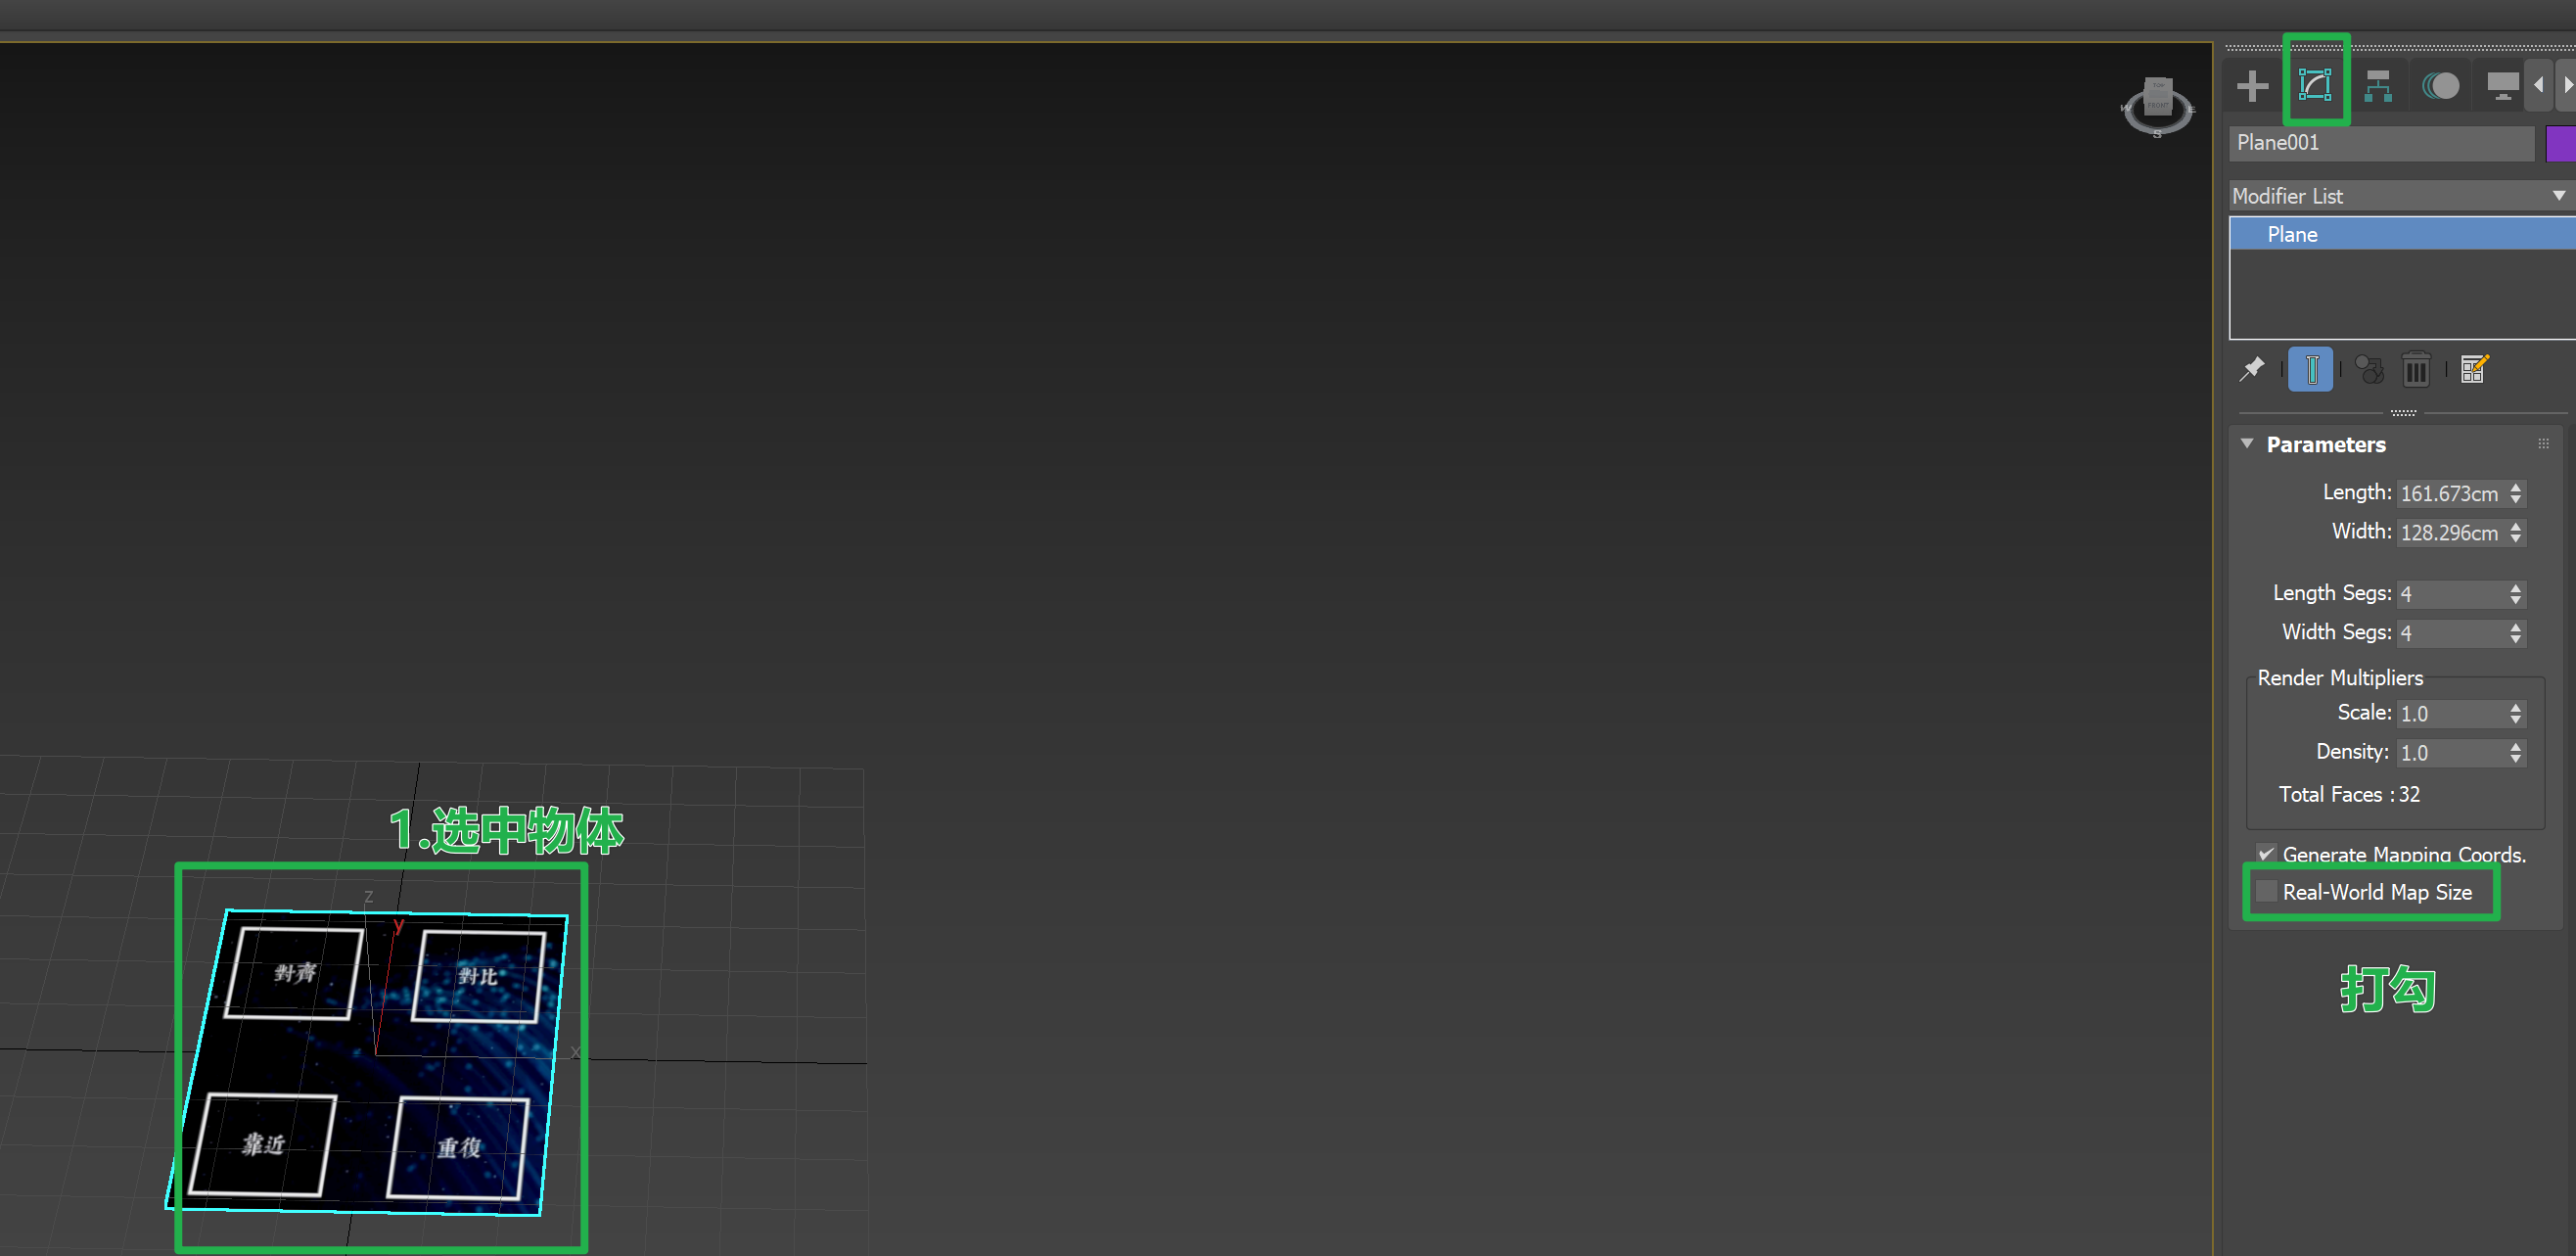 TOP
FRONT
W
E
S
Plane001
Modifier List
Plane
Parameters
Length: 161.673cm
Width: 128.296cm
Length Segs: 4
Width Segs: 4
Render Multipliers
Scale: 1.0
Density: 1.0
Total Faces : 32
Generate Mapping Coords.
Real-World Map Size
打勾
1.选中物体
z
y
x
對齊
對比
靠近
重復